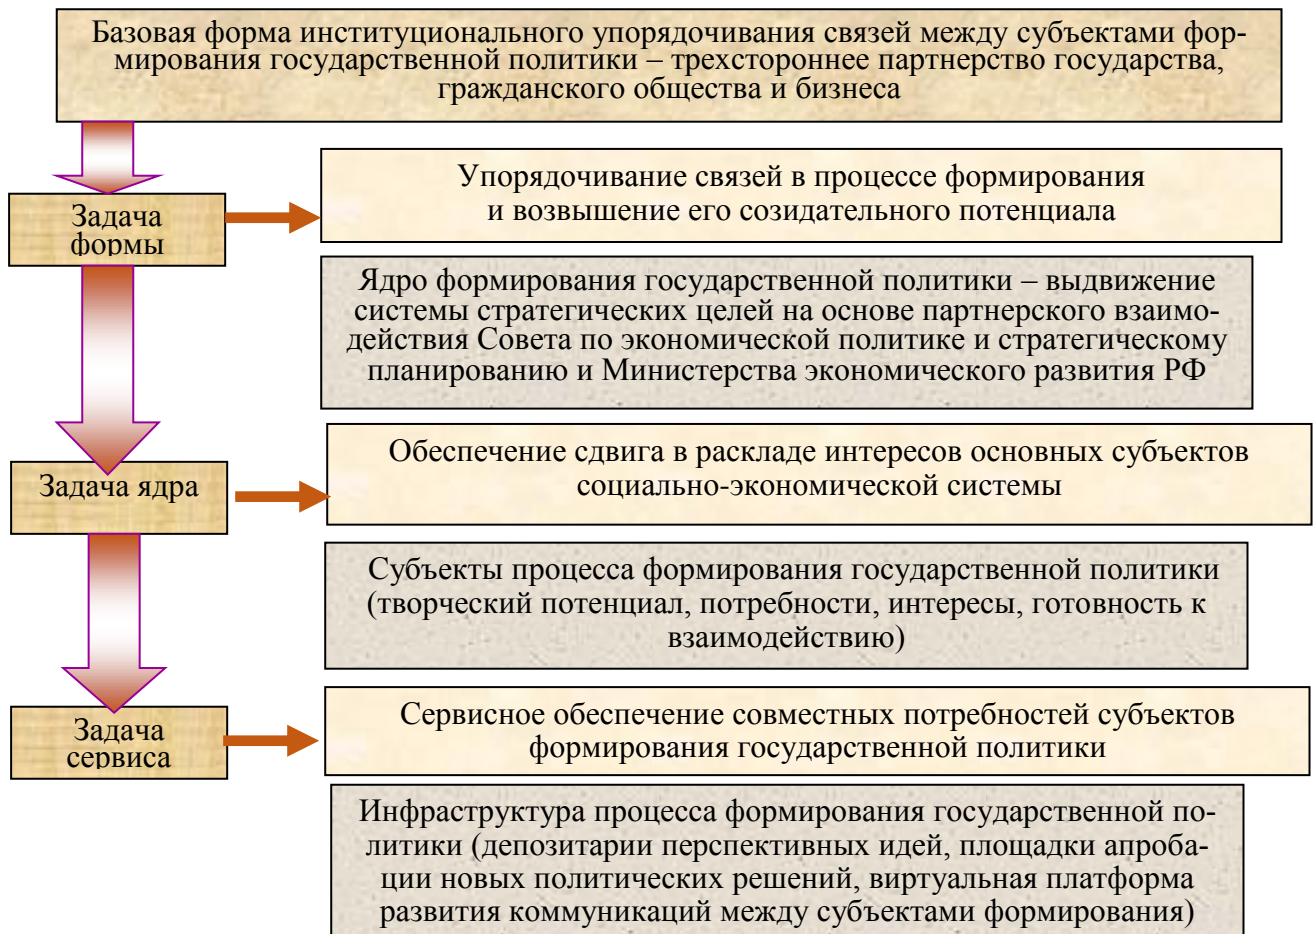 Базовая форма институционального упорядочивания связей между субъектами фор-
мирования государственной политики – трехстороннее партнерство государства,
гражданского общества и бизнеса
Задача
формы
Упорядочивание связей в процессе формирования
и возвышение его созидательного потенциала
Ядро формирования государственной политики – выдвижение
системы стратегических целей на основе партнерского взаимо-
действия Совета по экономической политике и стратегическому
планированию и Министерства экономического развития РФ
Задача ядра
Обеспечение сдвига в раскладе интересов основных субъектов
социально-экономической системы
Субъекты процесса формирования государственной политики
(творческий потенциал, потребности, интересы, готовность к
взаимодействию)
Задача
сервиса
Сервисное обеспечение совместных потребностей субъектов
формирования государственной политики
Инфраструктура процесса формирования государственной по-
литики (депозитарии перспективных идей, площадки апроба-
ции новых политических решений, виртуальная платформа
развития коммуникаций между субъектами формирования)